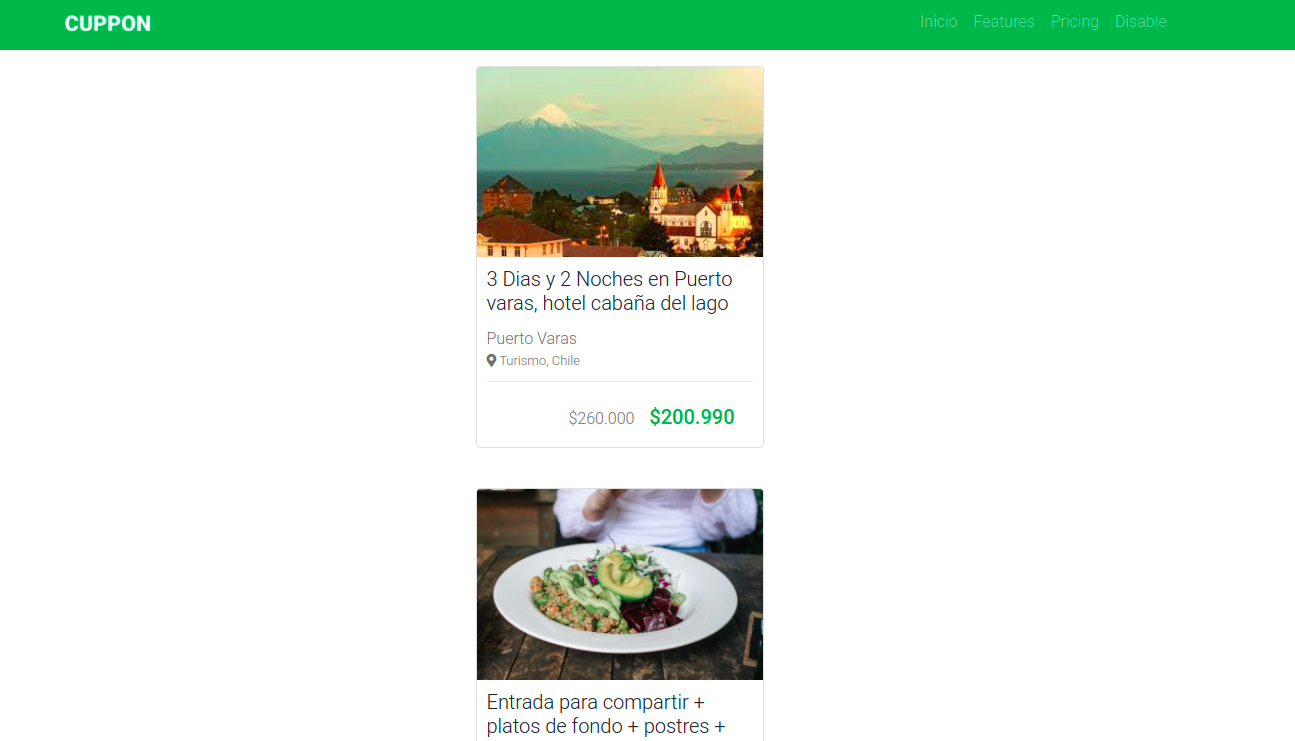 CUPPON
Inicio Features Pricing Disable
3 Dias y 2 Noches en Puerto
varas, hotel cabaña del lago
Puerto Varas
Turismo, Chile
$260.000 $200.990
Entrada para compartir +
platos de fondo + postres +